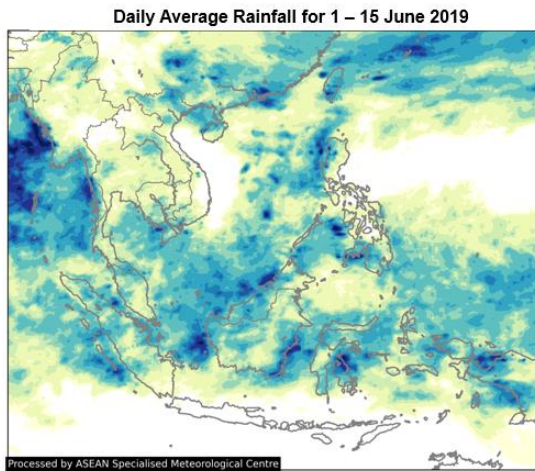 Daily Average Rainfall for 1 – 15 June 2019
Processed by ASEAN Specialised Meteorological Centre